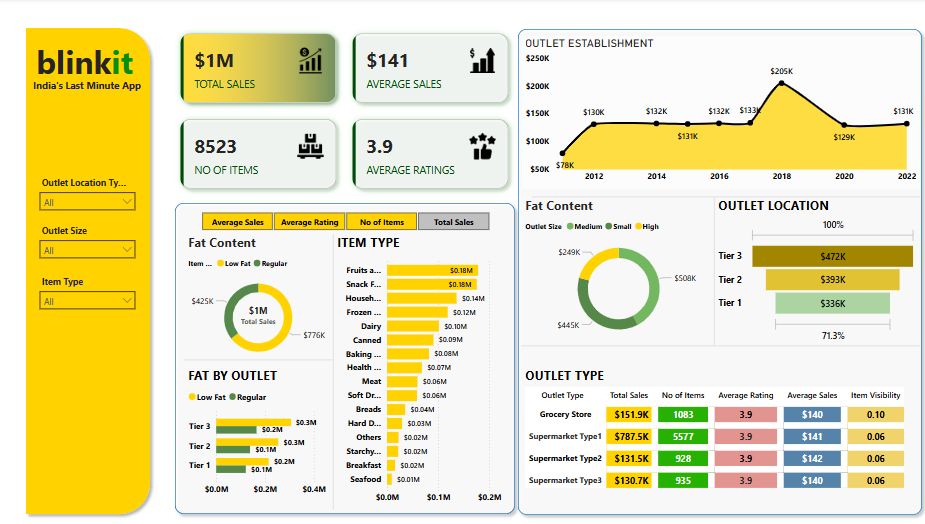 blinkit
India's Last Minute App
Outlet Location Ty...
All
Outlet Size
All
Item Type
All
$1M
TOTAL SALES
$141
AVERAGE SALES
8523
NO OF ITEMS
3.9
AVERAGE RATINGS
Average Sales Average Rating No of Items Total Sales
Fat Content
Item ... Low Fat Regular
$425K
$1M
Total Sales
$776K
FAT BY OUTLET
Low Fat Regular
Tier 3 $0.3M
$0.2M
Tier 2 $0.3M
$0.1M
Tier 1 $0.2M
$0.1M
$0.0M $0.2M $0.4M
ITEM TYPE
Fruits a... $0.18M
Snack F... $0.18M
Househ... $0.14M
Frozen ... $0.12M
Dairy $0.10M
Canned $0.09M
Baking ... $0.08M
Health ... $0.07M
Meat $0.06M
Soft Dr... $0.06M
Breads $0.04M
Hard D... $0.03M
Others $0.02M
Starchy... $0.02M
Breakfast $0.02M
Seafood $0.01M
$0.0M $0.1M $0.2M
OUTLET ESTABLISHMENT
$250K
$200K
$150K
$100K
$50K
$78K
$130K
$132K
$131K
$132K
$133K
$205K
$129K
$131K
2012 2014 2016 2018 2020 2022
Fat Content
Outlet Size Medium Small High
$249K
$508K
$445K
OUTLET LOCATION
100%
Tier 3 $472K
Tier 2 $393K
Tier 1 $336K
71.3%
OUTLET TYPE
Outlet Type Total Sales No of Items Average Rating Average Sales Item Visibility
Grocery Store $151.9K 1083 3.9 $140 0.10
Supermarket Type1 $787.5K 5577 3.9 $141 0.06
Supermarket Type2 $131.5K 928 3.9 $142 0.06
Supermarket Type3 $130.7K 935 3.9 $140 0.06